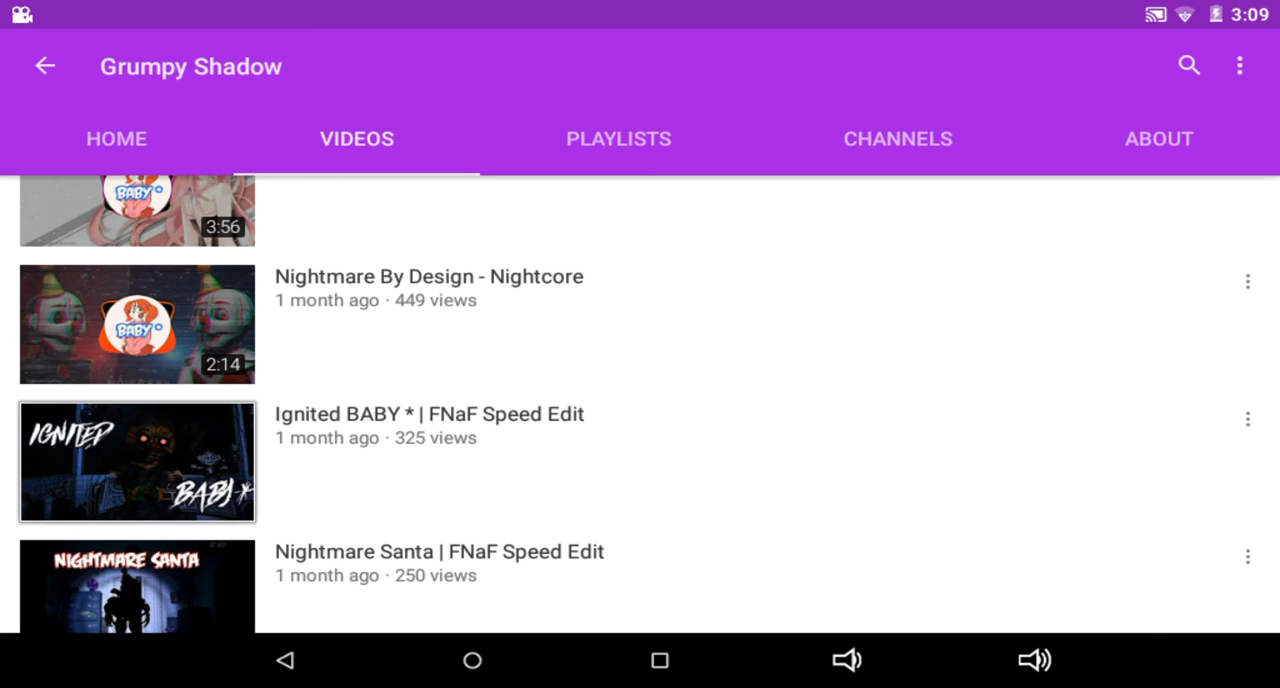 3:09
Grumpy Shadow
HOME VIDEOS PLAYLISTS CHANNELS ABOUT
BABY *
3:56
Nightmare By Design - Nightcore
1 month ago · 449 views
BABY *
2:14
Ignited BABY * | FNaF Speed Edit
1 month ago · 325 views
IGNITED
BABY *
Nightmare Santa | FNaF Speed Edit
1 month ago · 250 views
NIGHTMARE SANTA